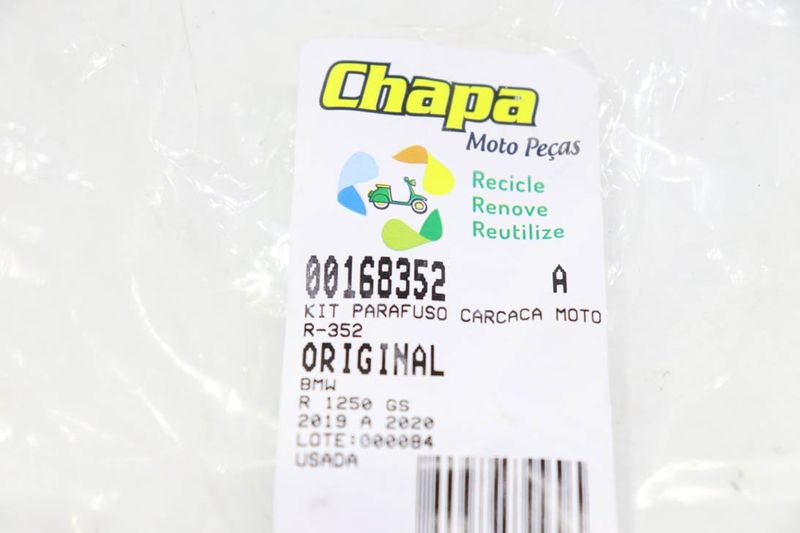 Chapa
Moto Peças
Recicle
Renove
Reutilize
00168352 A
KIT PARAFUSO CARCACA MOTO
R-352
ORIGINAL
BMW
R 1250 GS
2019 A 2020
LOTE:000084
USADA